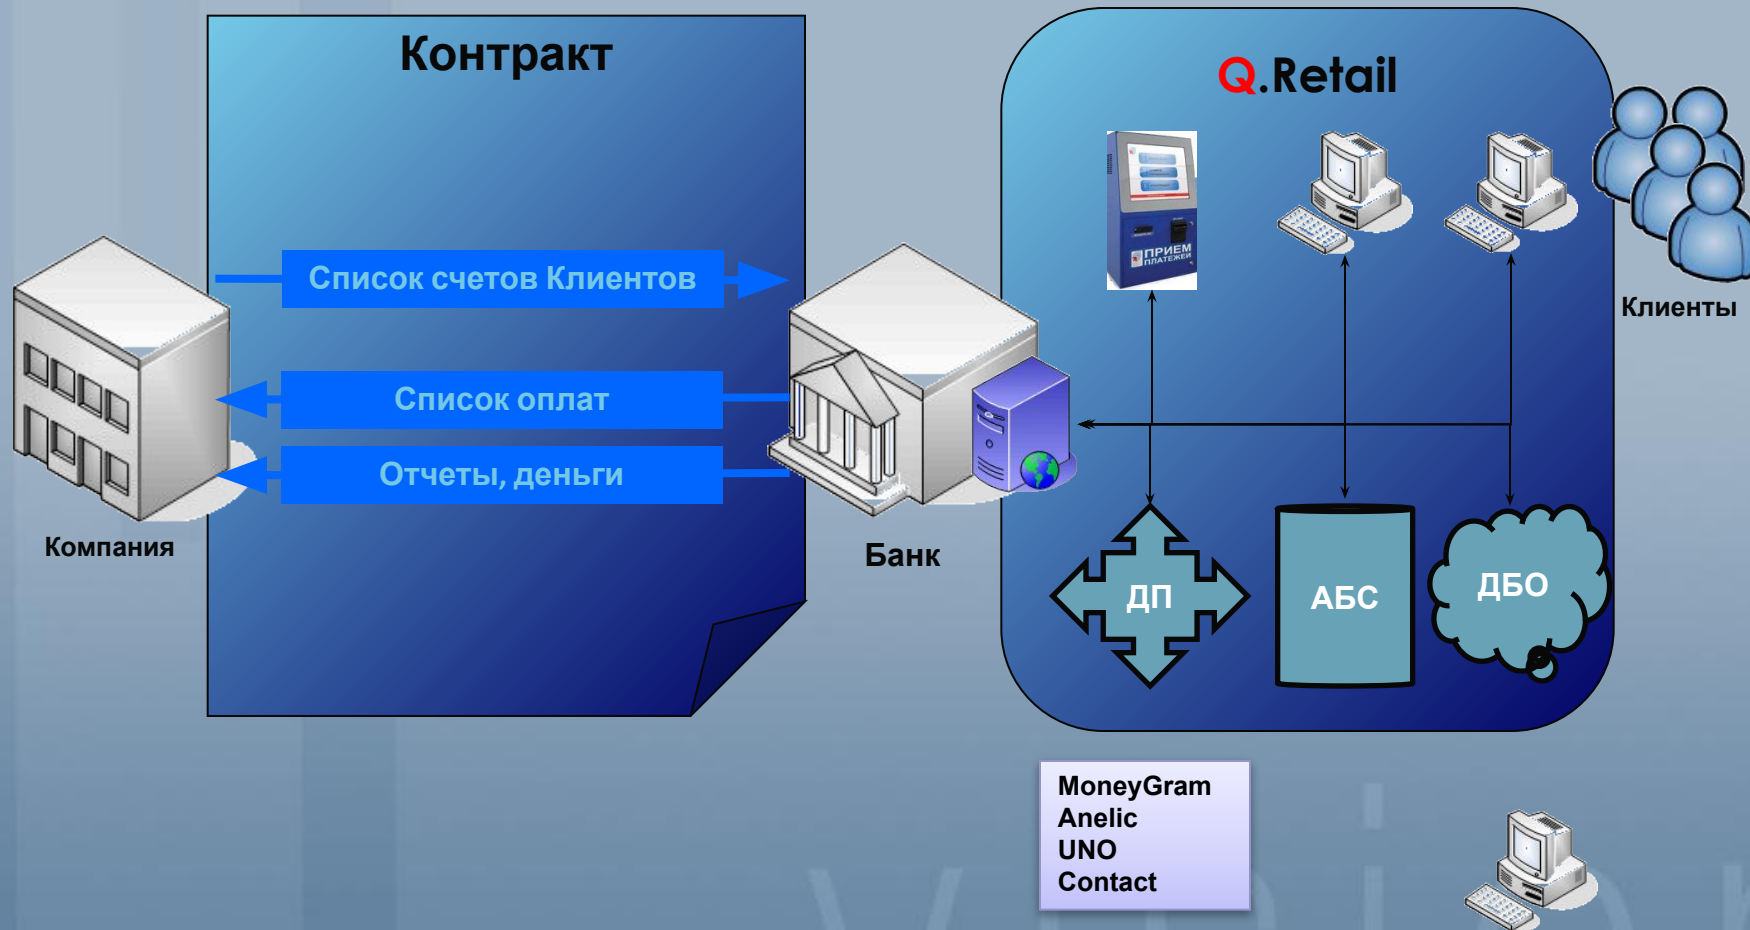 Контракт
Q.Retail
ПРИЕМ
ПЛАТЕЖЕЙ
Список счетов Клиентов
Клиенты
Список оплат
Отчеты, деньги
Компания
Банк
ДП
АБС
ДБО
MoneyGram
Anelic
UNO
Contact